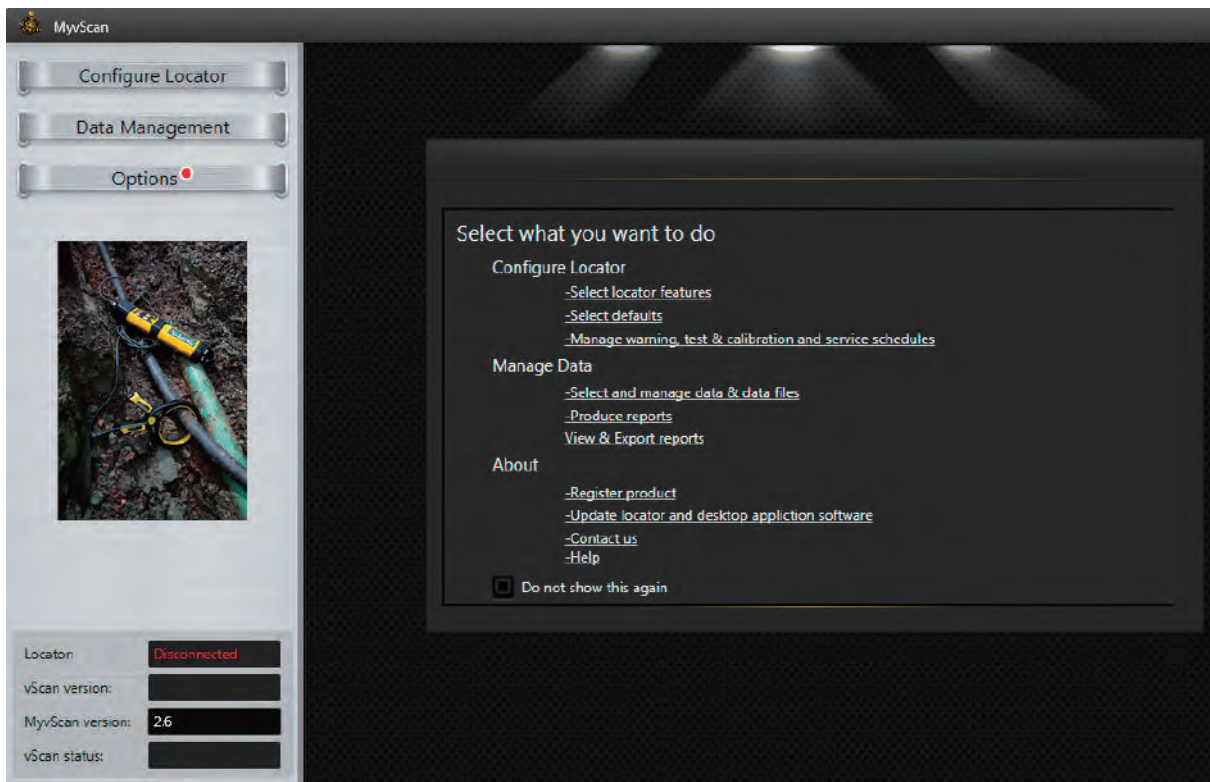 MyvScan
Configure Locator
Data Management
Options
Select what you want to do
Configure Locator
-Select locator features
-Select defaults
-Manage warning, test & calibration and service schedules
Manage Data
-Select and manage data & data files
-Produce reports
View & Export reports
About
-Register product
-Update locator and desktop appliction software
-Contact us
-Help
Do not show this again
Locator: Disconnected
vScan version:
MyvScan version: 2.6
vScan status: